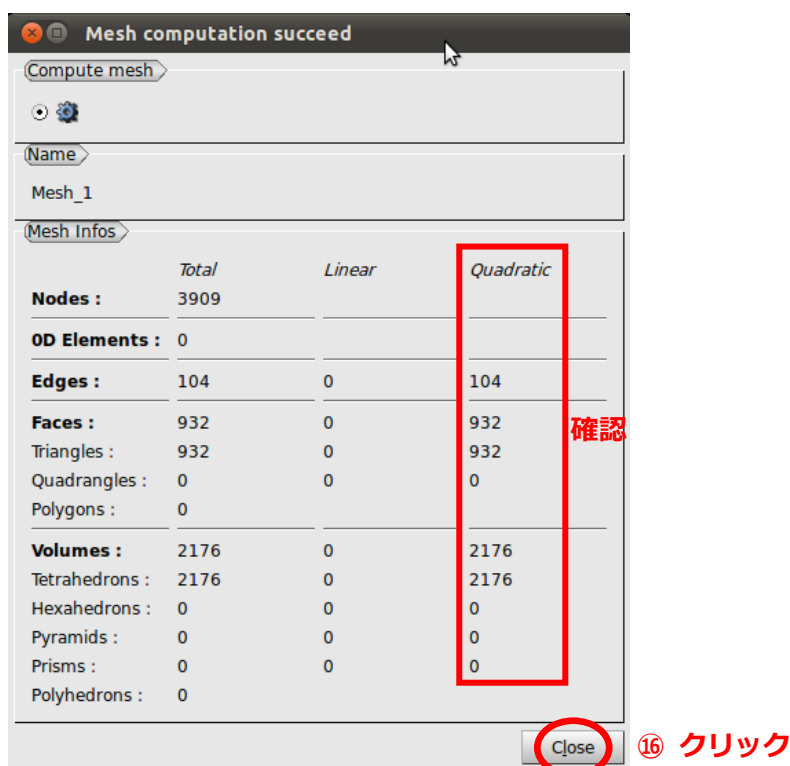 Mesh computation succeed
Compute mesh
Name
Mesh_1
Mesh Infos
Total Linear Quadratic
Nodes : 3909
0D Elements : 0
Edges : 104 0 104
Faces : 932 0 932
確認
Triangles : 932 0 932
Quadrangles : 0 0 0
Polygons : 0
Volumes : 2176 0 2176
Tetrahedrons : 2176 0 2176
Hexahedrons : 0 0 0
Pyramids : 0 0 0
Prisms : 0 0 0
Polyhedrons : 0
Close ⑯ クリック